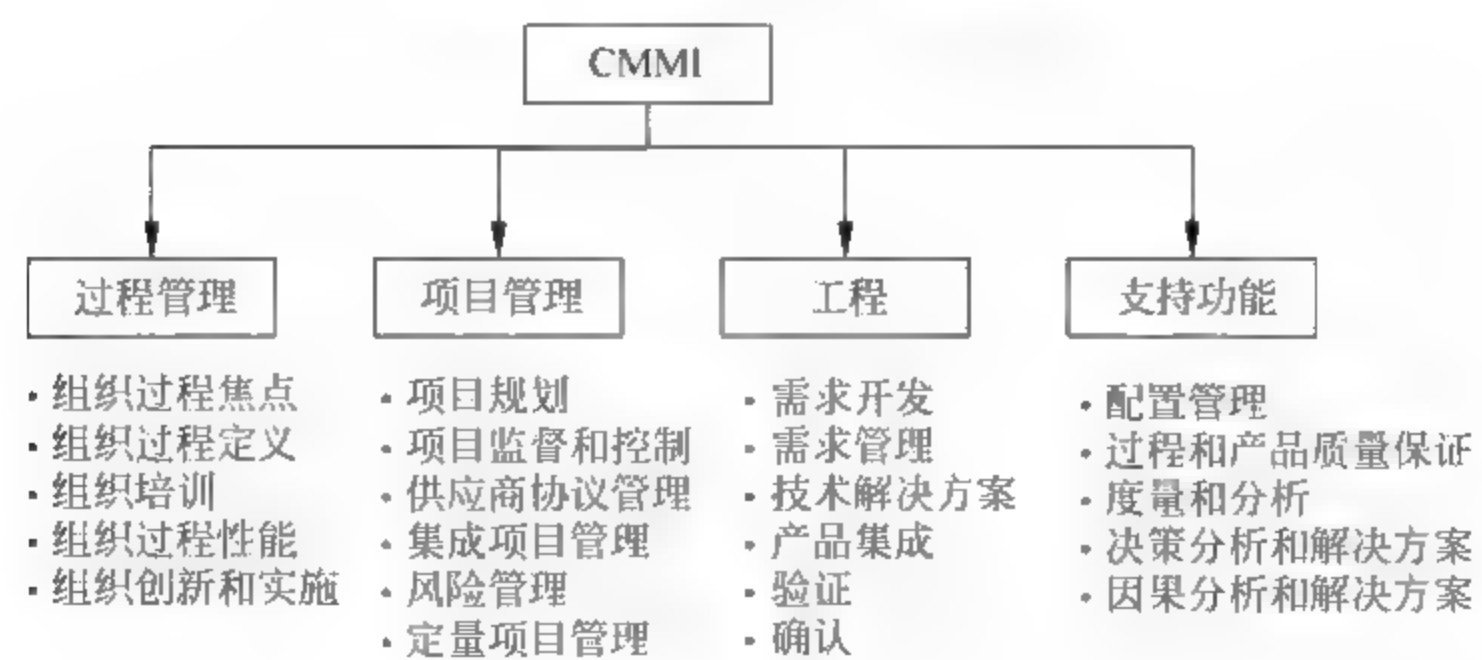 CMMI
过程管理
项目管理
工程
支持功能
·组织过程焦点
·组织过程定义
·组织培训
·组织过程性能
·组织创新和实施
·项目规划
·项目监督和控制
·供应商协议管理
·集成项目管理
·风险管理
·定量项目管理
·需求开发
·需求管理
·技术解决方案
·产品集成
·验证
·确认
·配置管理
·过程和产品质量保证
·度量和分析
·决策分析和解决方案
·因果分析和解决方案